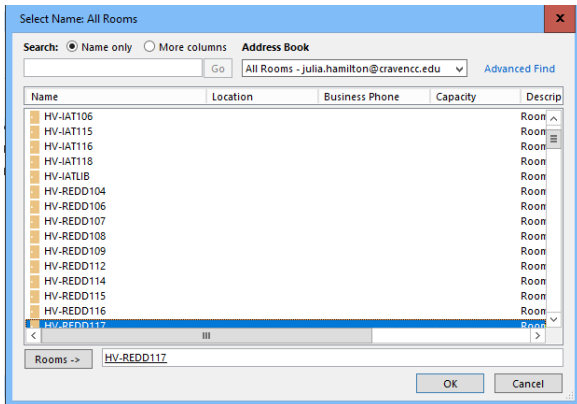 Select Name: All Rooms x
Search: Name only More columns Address Book
Go All Rooms - julia.hamilton@cravencc.edu Advanced Find
Name Location Business Phone Capacity Descrip
HV-IAT106 Room
HV-IAT115 Room
HV-IAT116 Room
HV-IAT118 Room
HV-IATLIB Room
HV-REDD104 Room
HV-REDD106 Room
HV-REDD107 Room
HV-REDD108 Room
HV-REDD109 Room
HV-REDD112 Room
HV-REDD114 Room
HV-REDD115 Room
HV-REDD116 Room
HV-REDD117 Room
Rooms -> HV-REDD117
OK Cancel